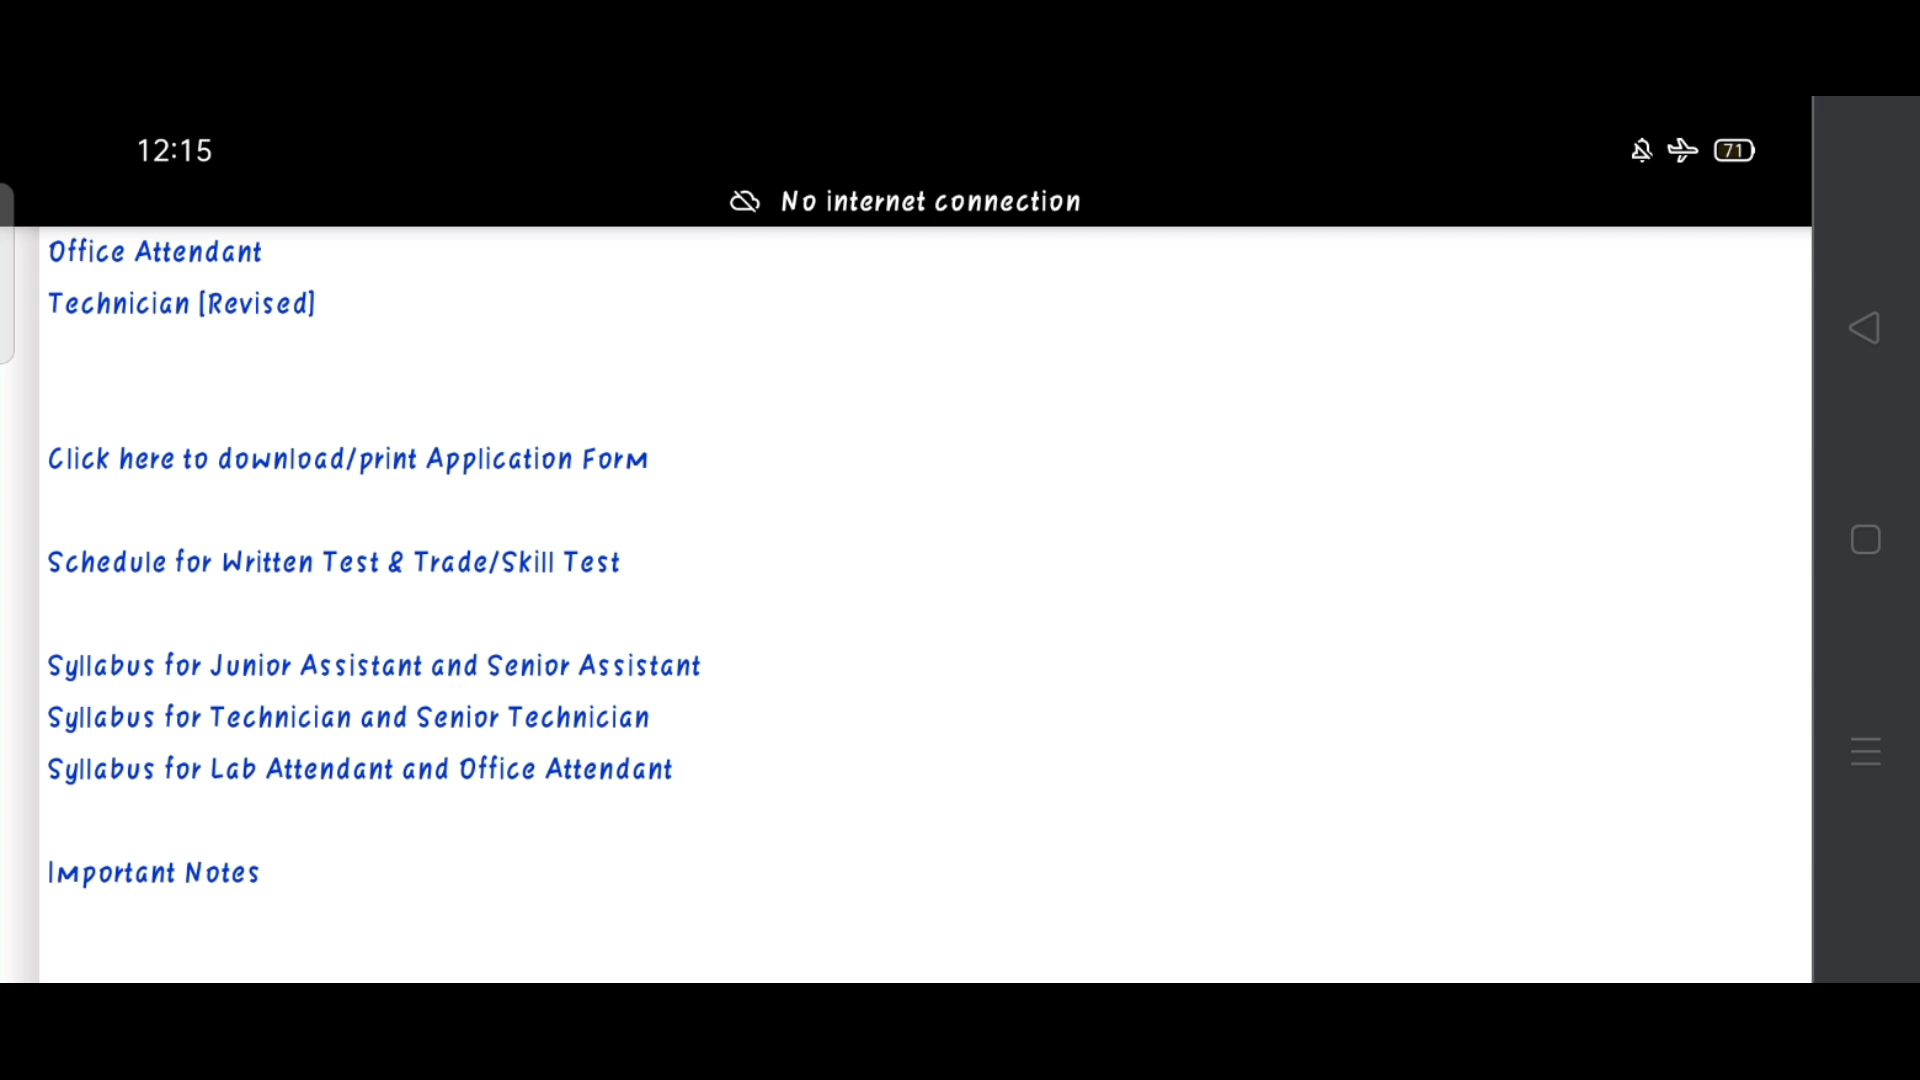 12:15
71
No internet connection
Office Attendant
Technician [Revised]
Click here to download/print Application Form
Schedule for Written Test & Trade/Skill Test
Syllabus for Junior Assistant and Senior Assistant
Syllabus for Technician and Senior Technician
Syllabus for Lab Attendant and Office Attendant
Important Notes